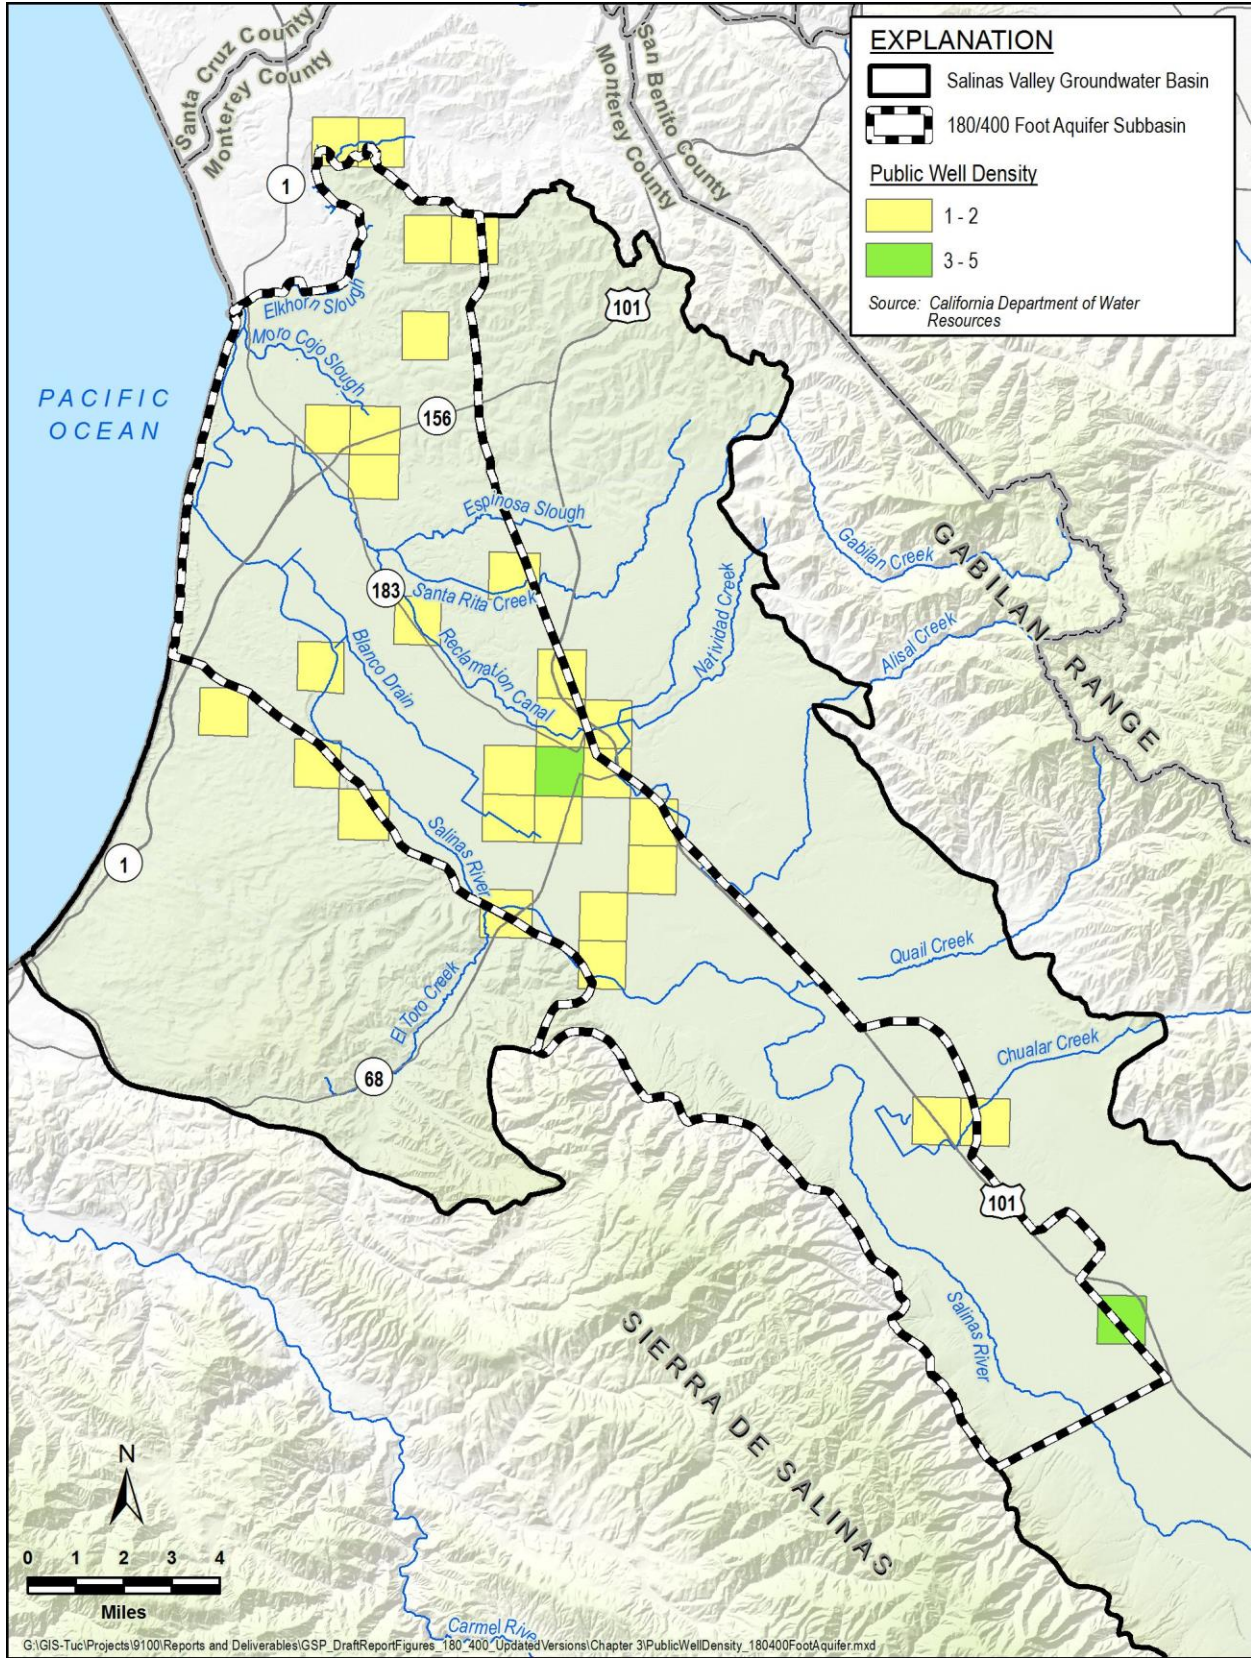 EXPLANATION
Salinas Valley Groundwater Basin
180/400 Foot Aquifer Subbasin
Public Well Density
1 - 2
3 - 5
Source: California Department of Water
Resources
Santa Cruz County
Monterey County
San Benito County
Monterey County
1
101
Elkhorn Slough
Moro Cojo Slough
PACIFIC
OCEAN
156
Espinosa Slough
Gabilan Creek
GABILAN RANGE
183
Santa Rita Creek
Natividad Creek
Alisal Creek
Reclamation Canal
Blanco Drain
Salinas River
1
Quail Creek
El Toro Creek
Chualar Creek
68
101
Salinas River
SIERRA DE SALINAS
N
0 1 2 3 4
Miles
Carmel River
G:\GIS-Tuc\Projects\9100\Reports and Deliverables\GSP_DraftReportFigures_180_400_UpdatedVersions\Chapter 3\PublicWellDensity_180400FootAquifer.mxd